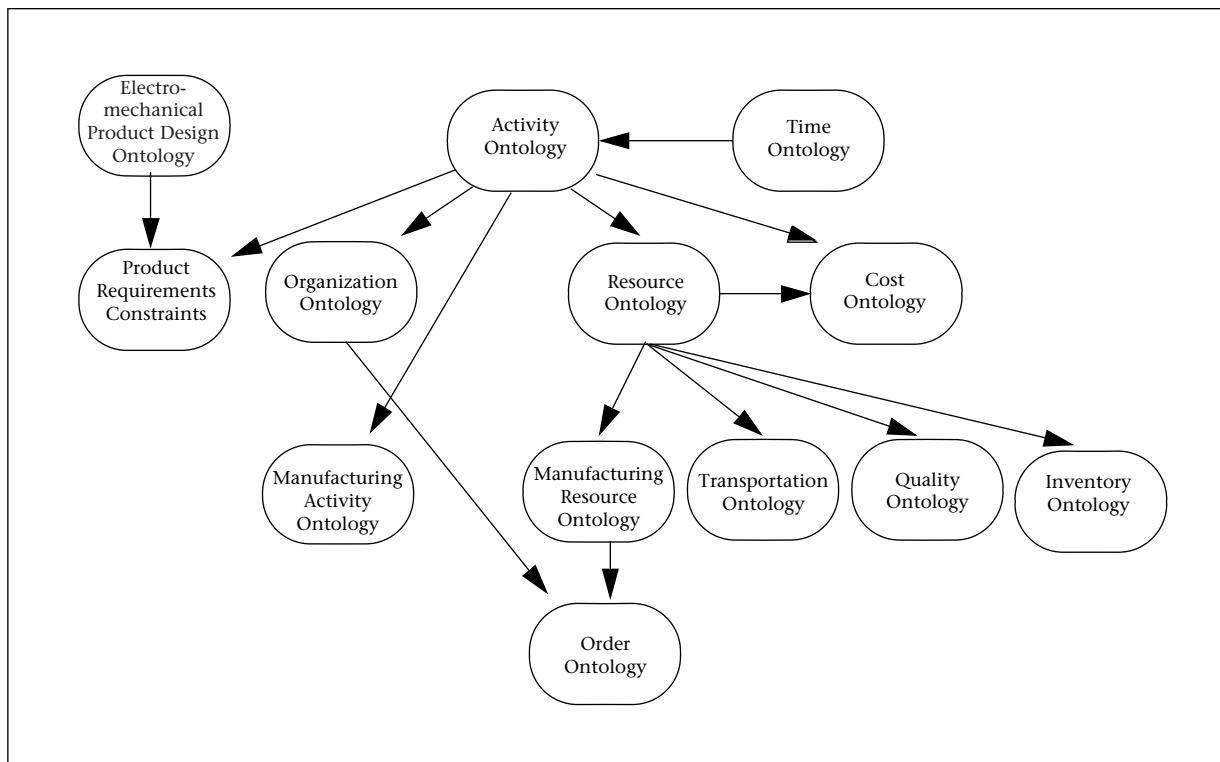 Electro-
mechanical
Product Design
Ontology
Activity
Ontology
Time
Ontology
Product
Requirements
Constraints
Organization
Ontology
Resource
Ontology
Cost
Ontology
Manufacturing
Activity
Ontology
Manufacturing
Resource
Ontology
Transportation
Ontology
Quality
Ontology
Inventory
Ontology
Order
Ontology